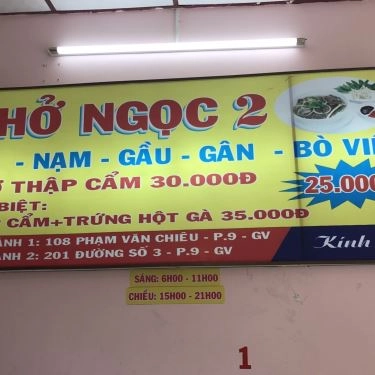 HỞ NGỌC 2
- NẠM - GẦU - GÂN - BÒ VI
THẬP CẨM 30.000Đ
25.000
BIỆT:
CẨM+TRỨNG HỘT GÀ 35.000Đ
ÁNH 1: 108 PHẠM VĂN CHIÊU - P.9 - GV
ÁNH 2: 201 ĐƯỜNG SỐ 3 - P.9 - GV
Kính
SÁNG: 6H00 - 11H00
CHIỀU: 15H00 - 21H00
1